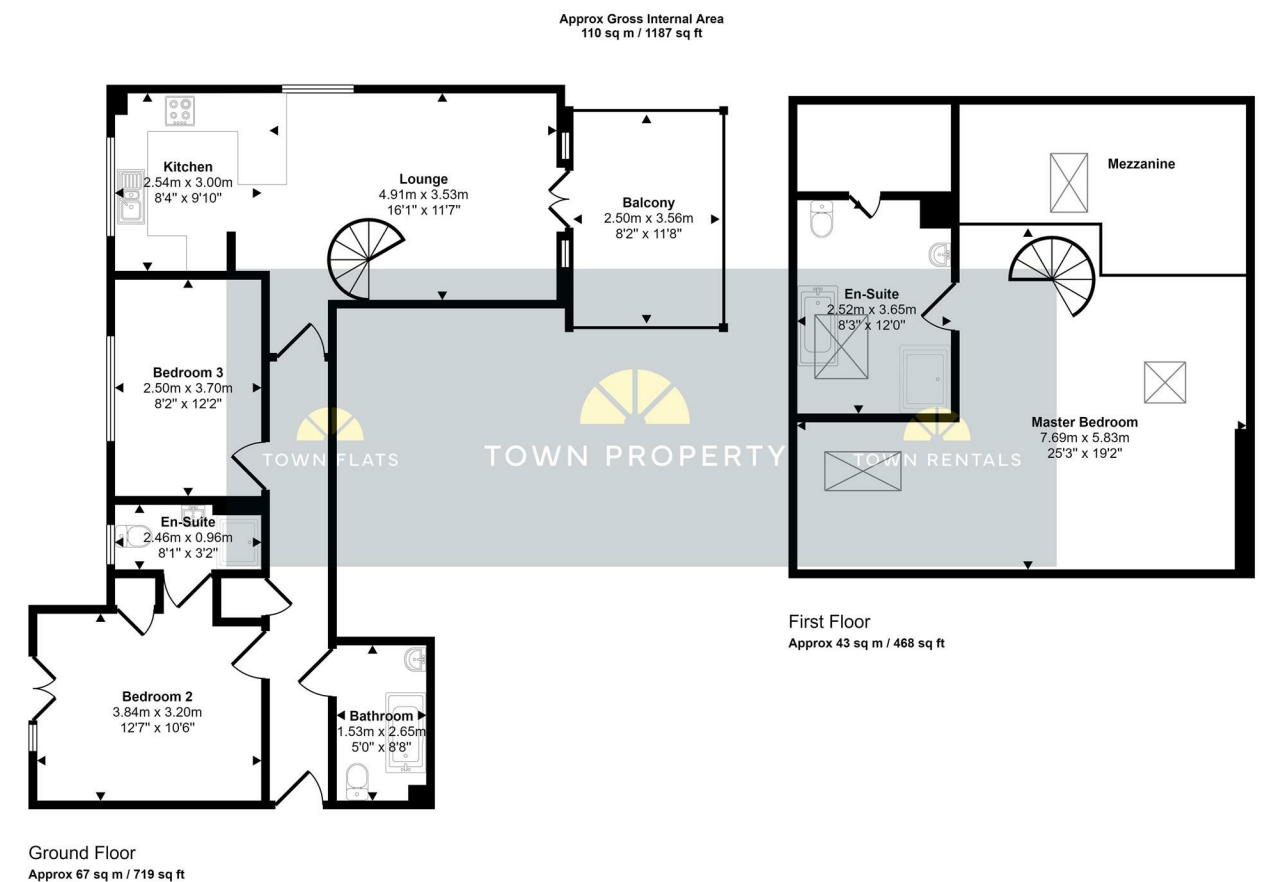 Approx Gross Internal Area
110 sq m / 1187 sq ft
Kitchen
2.54m x 3.00m
8'4" x 9'10"
Lounge
4.91m x 3.53m
16'1" x 11'7"
Balcony
2.50m x 3.56m
8'2" x 11'8"
Mezzanine
En-Suite
2.52m x 3.65m
8'3" x 12'0"
Bedroom 3
2.50m x 3.70m
8'2" x 12'2"
Master Bedroom
7.69m x 5.83m
25'3" x 19'2"
TOWN FLATS
TOWN PROPERTY
TOWN RENTALS
En-Suite
2.46m x 0.96m
8'1" x 3'2"
First Floor
Approx 43 sq m / 468 sq ft
Bedroom 2
3.84m x 3.20m
12'7" x 10'6"
Bathroom
1.53m x 2.65m
5'0" x 8'8"
Ground Floor
Approx 67 sq m / 719 sq ft